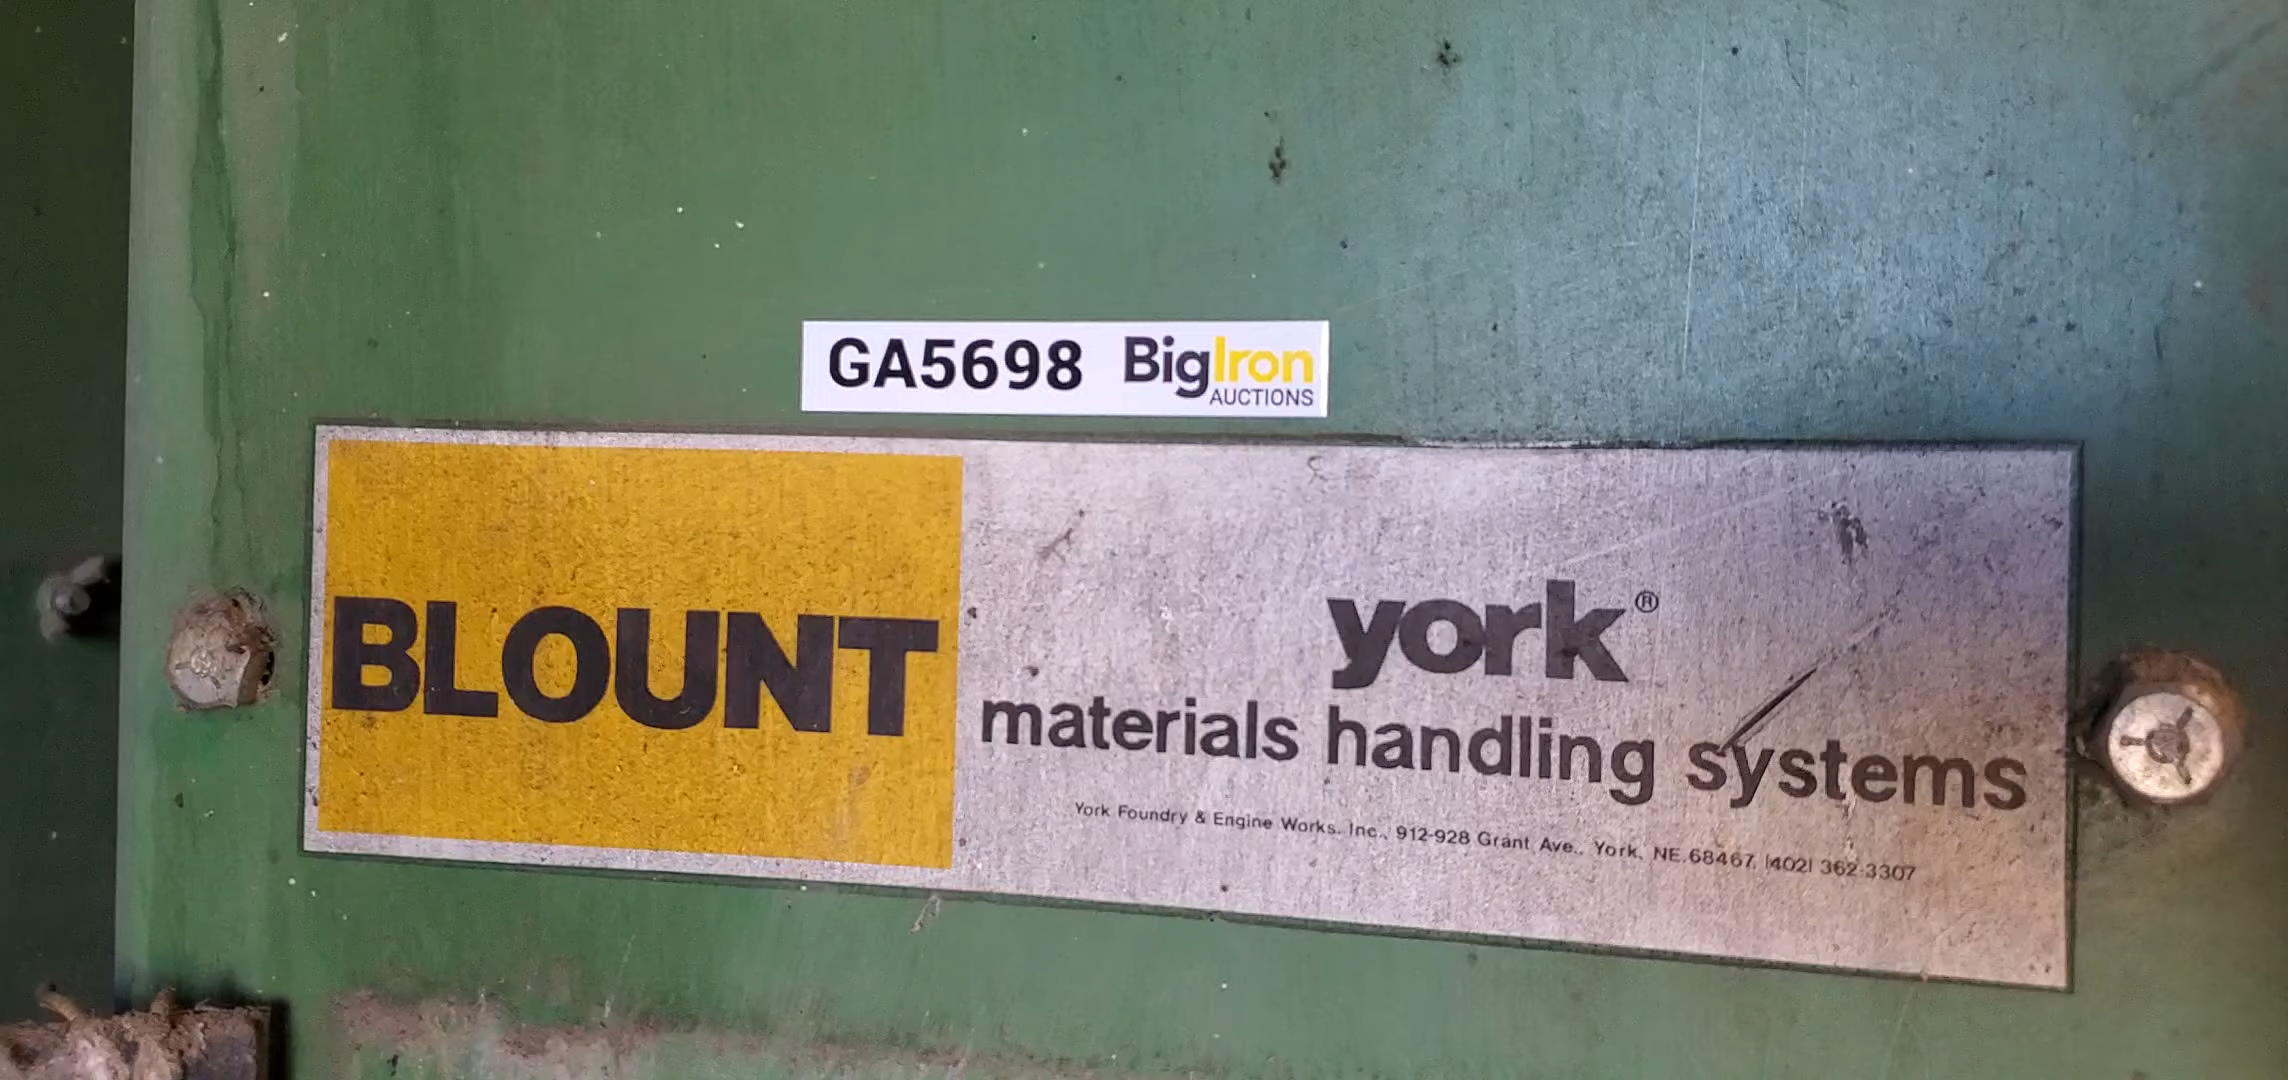 GA5698 BigIron
AUCTIONS
BLOUNT
york®
materials handling systems
York Foundry & Engine Works, Inc., 912-928 Grant Ave., York, NE.68467, (402) 362-3307